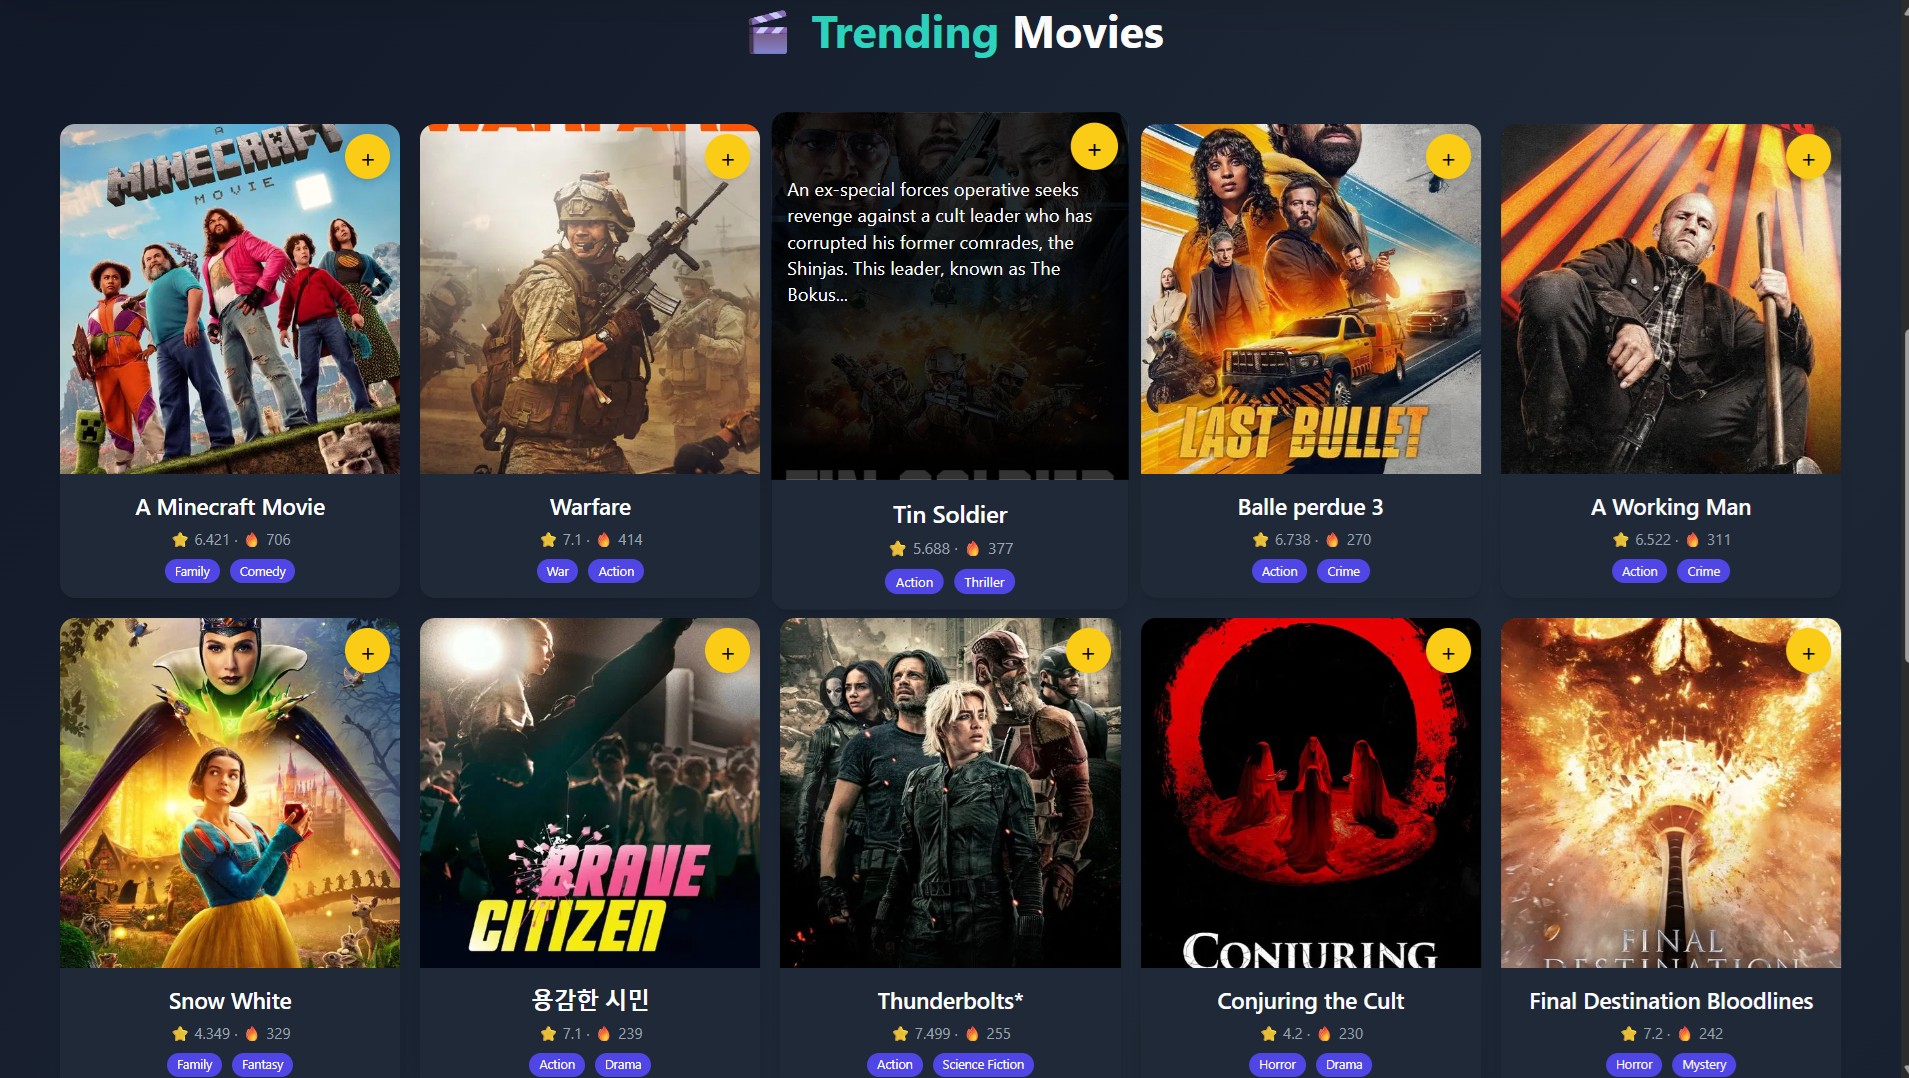 Trending Movies
A
MINECRAFT
MOVIE
+
WARFARE
+
+
An ex-special forces operative seeks
revenge against a cult leader who has
corrupted his former comrades, the
Shinjas. This leader, known as The
Bokus...
TIN SOLDIER
+
LAST BULLET
+
A Minecraft Movie
6.421 · 706
Family Comedy
Warfare
7.1 · 414
War Action
Tin Soldier
5.688 · 377
Action Thriller
Balle perdue 3
6.738 · 270
Action Crime
A Working Man
6.522 · 311
Action Crime
+
+
BRAVE
CITIZEN
+
+
CONJURING
+
FINAL
DESTINATION
Snow White
4.349 · 329
Family Fantasy
용감한 시민
7.1 · 239
Action Drama
Thunderbolts*
7.499 · 255
Action Science Fiction
Conjuring the Cult
4.2 · 230
Horror Drama
Final Destination Bloodlines
7.2 · 242
Horror Mystery